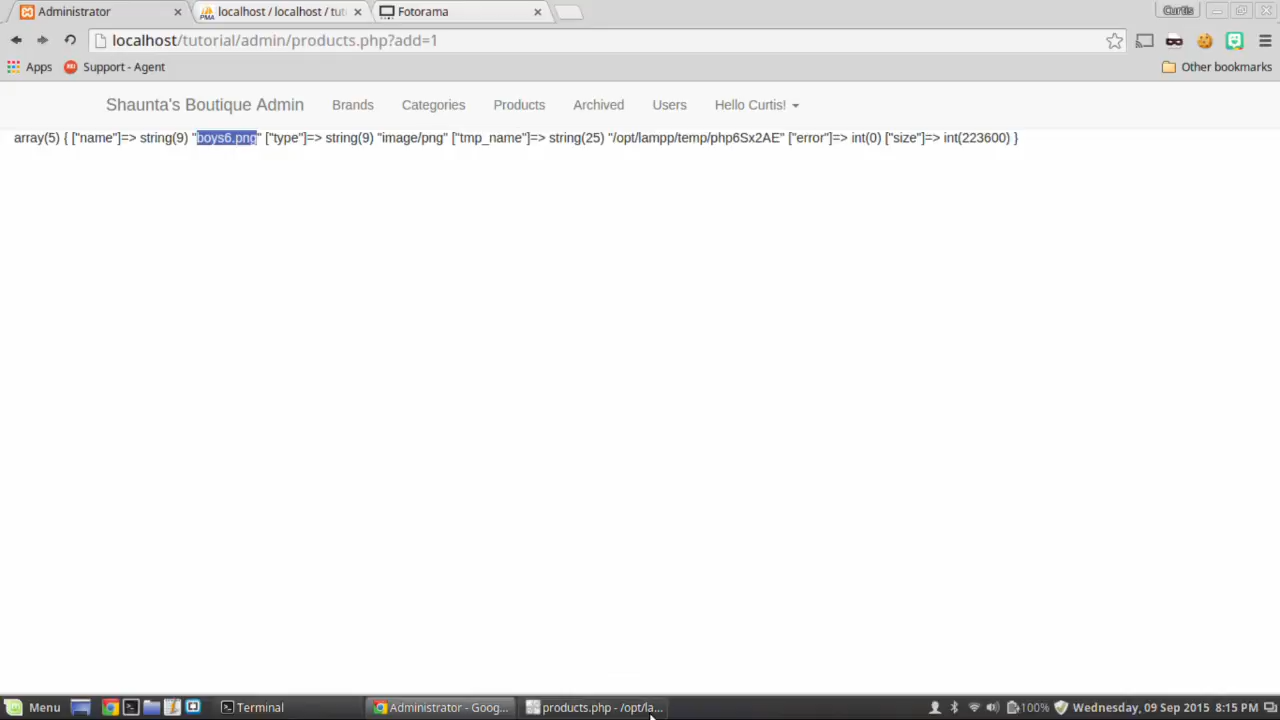 Administrator
localhost / localhost / tut
Fotorama
Curtis
localhost/tutorial/admin/products.php?add=1
Apps
Support - Agent
Other bookmarks
Shaunta's Boutique Admin Brands Categories Products Archived Users Hello Curtis!
array(5) { ["name"]=> string(9) "boys6.png" ["type"]=> string(9) "image/png" ["tmp_name"]=> string(25) "/opt/lampp/temp/php6Sx2AE" ["error"]=> int(0) ["size"]=> int(223600) }
Menu
Terminal
Administrator - Goog...
products.php - /opt/la...
100%
Wednesday, 09 Sep 2015 8:15 PM